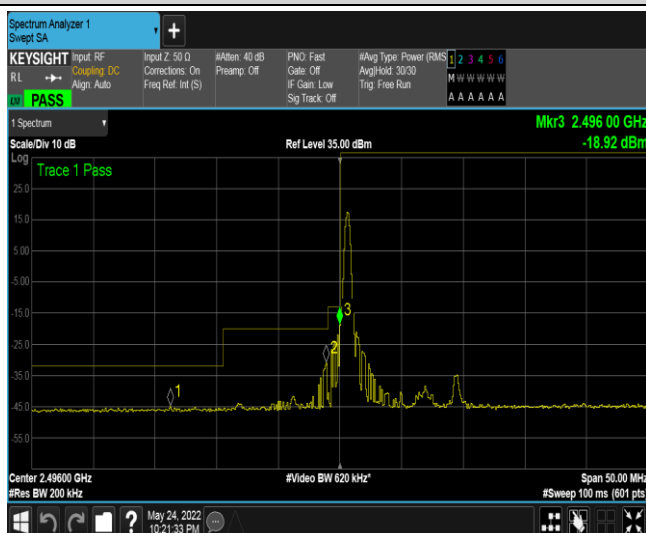 Spectrum Analyzer 1
Swept SA
+
KEYSIGHT
RL
PASS
Input: RF
Coupling: DC
Align: Auto
Input Z: 50 Ω
Corrections: On
Freq Ref: Int (S)
#Atten: 40 dB
Preamp: Off
PNO: Fast
Gate: Off
IF Gain: Low
Sig Track: Off
#Avg Type: Power (RMS
Avg|Hold: 30/30
Trig: Free Run
1 2 3 4 5 6
M W W W W W
A A A A A A
1 Spectrum
Scale/Div 10 dB
Ref Level 35.00 dBm
Mkr3 2.496 00 GHz
-18.92 dBm
Log
Trace 1 Pass
25.0
15.0
5.00
-5.00
-15.0
-25.0
-35.0
-45.0
-55.0
1
2
3
Center 2.49600 GHz
#Res BW 200 kHz
#Video BW 620 kHz*
Span 50.00 MHz
#Sweep 100 ms (601 pts)
?
May 24, 2022
10:21:33 PM